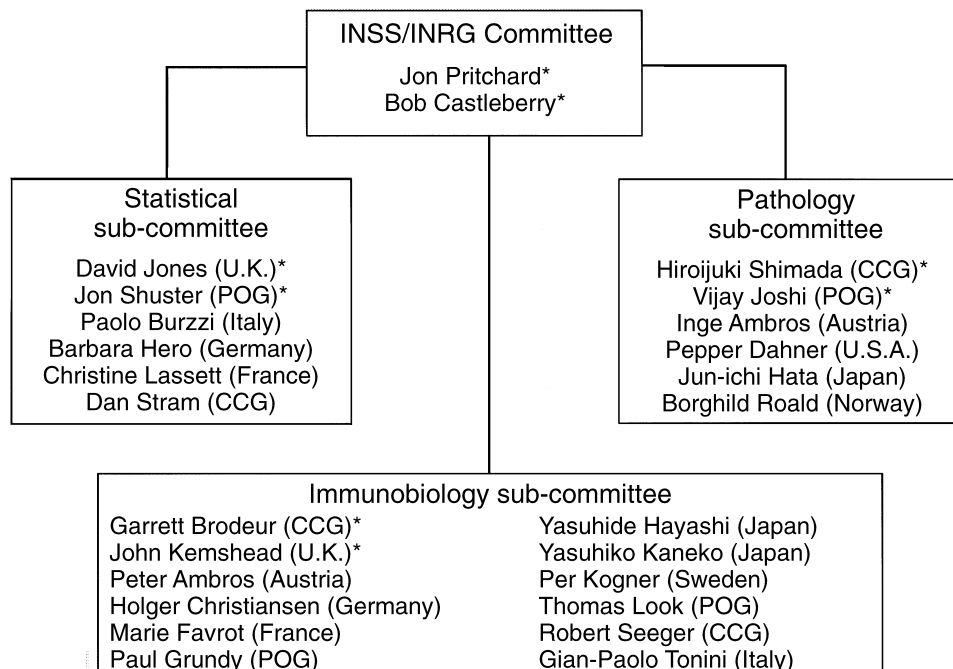 INSS/INRG Committee
Jon Pritchard*
Bob Castleberry*
Statistical
sub-committee
David Jones (U.K.)*
Jon Shuster (POG)*
Paolo Burzzi (Italy)
Barbara Hero (Germany)
Christine Lassett (France)
Dan Stram (CCG)
Pathology
sub-committee
Hiroijuki Shimada (CCG)*
Vijay Joshi (POG)*
Inge Ambros (Austria)
Pepper Dahner (U.S.A.)
Jun-ichi Hata (Japan)
Borghild Roald (Norway)
Immunobiology sub-committee
Garrett Brodeur (CCG)*
John Kemshead (U.K.)*
Peter Ambros (Austria)
Holger Christiansen (Germany)
Marie Favrot (France)
Paul Grundy (POG)
Yasuhide Hayashi (Japan)
Yasuhiko Kaneko (Japan)
Per Kogner (Sweden)
Thomas Look (POG)
Robert Seeger (CCG)
Gian-Paolo Tonini (Italy)